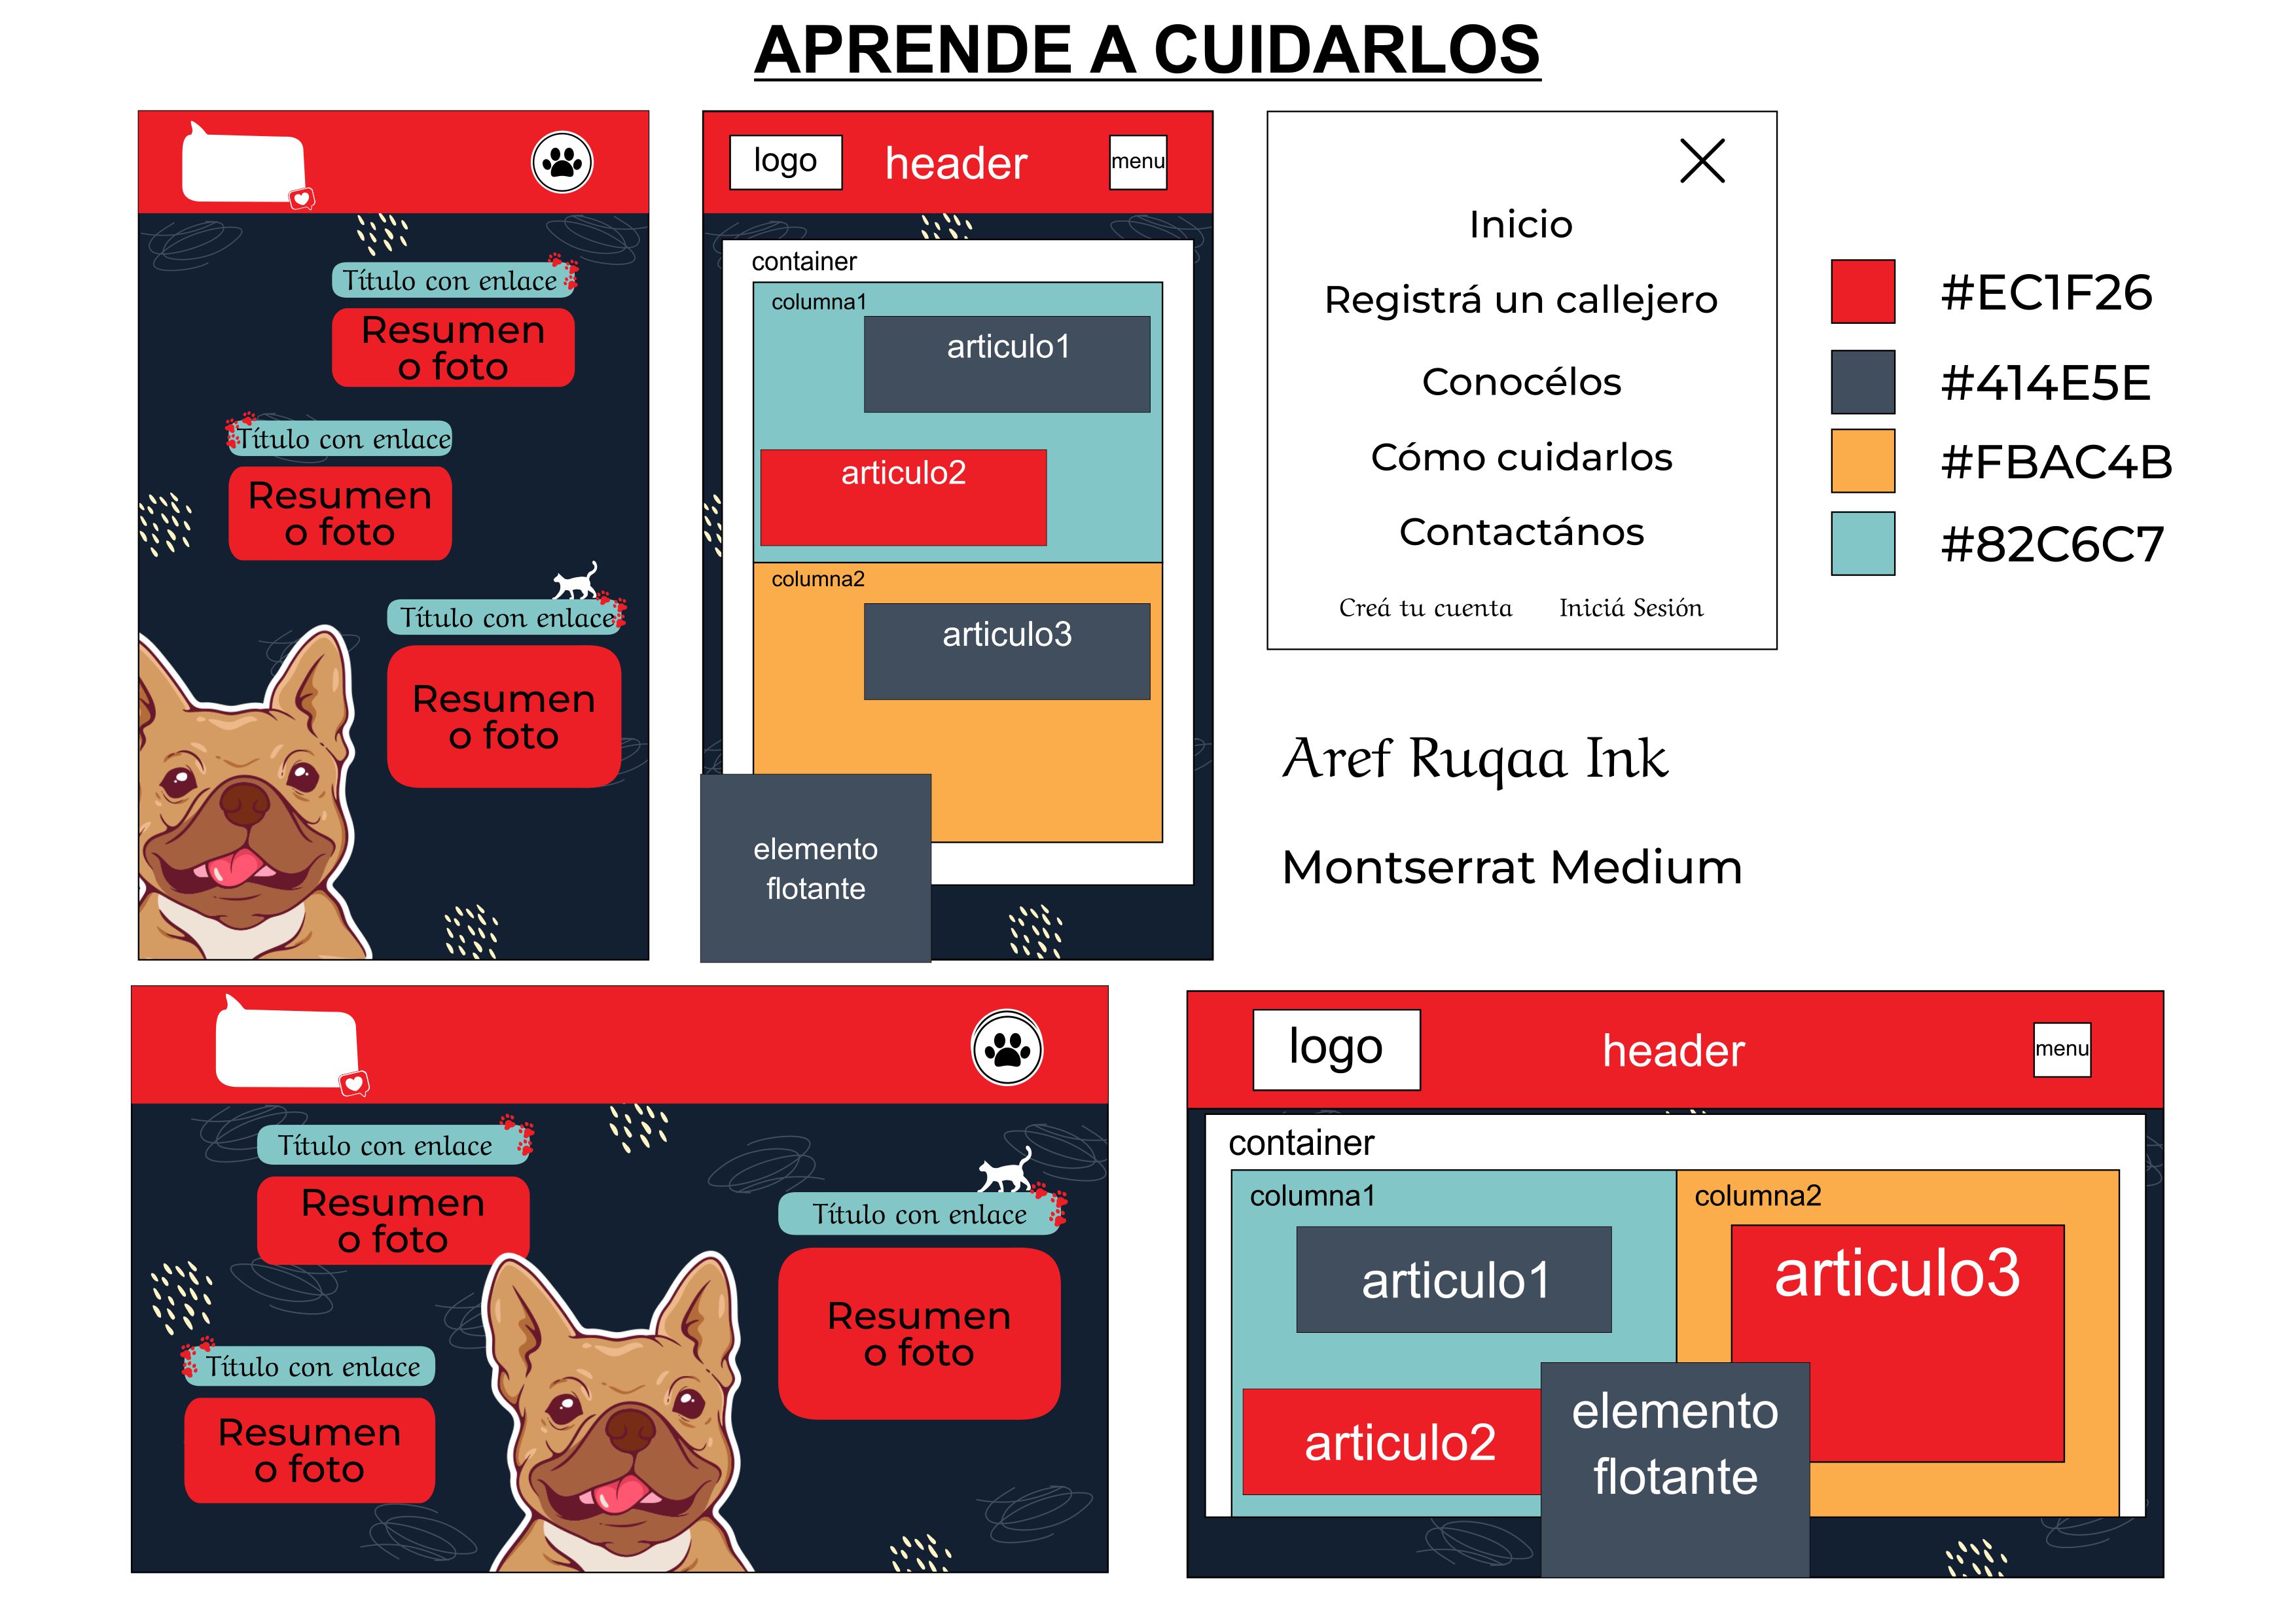 APRENDE A CUIDARLOS
Título con enlace
Resumen
o foto
Título con enlace
Resumen
o foto
Título con enlace
Resumen
o foto
logo
header
menu
container
columna1
articulo1
articulo2
columna2
articulo3
elemento
flotante
Inicio
Registrá un callejero
Conocélos
Cómo cuidarlos
Contactános
Creá tu cuenta
Iniciá Sesión
#EC1F26
#414E5E
#FBAC4B
#82C6C7
Aref Ruqaa Ink
Montserrat Medium
Título con enlace
Resumen
o foto
Título con enlace
Resumen
o foto
Título con enlace
Resumen
o foto
logo
header
menu
container
columna1
articulo1
articulo2
columna2
articulo3
elemento
flotante